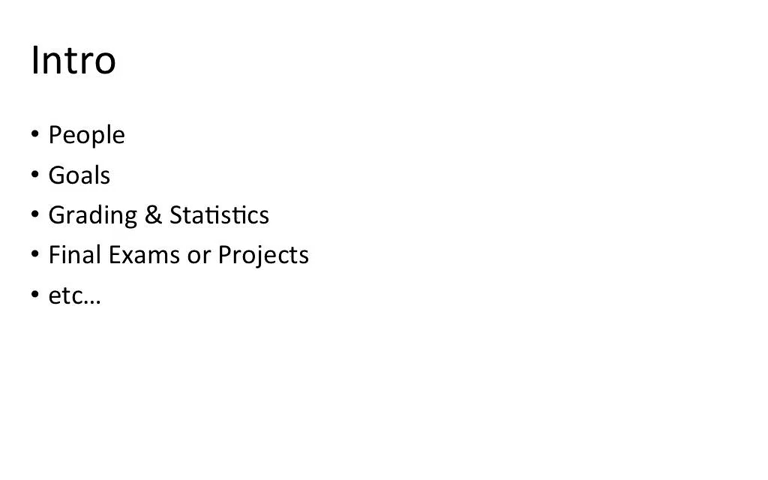 Intro
• People
• Goals
• Grading & Statistics
• Final Exams or Projects
• etc...